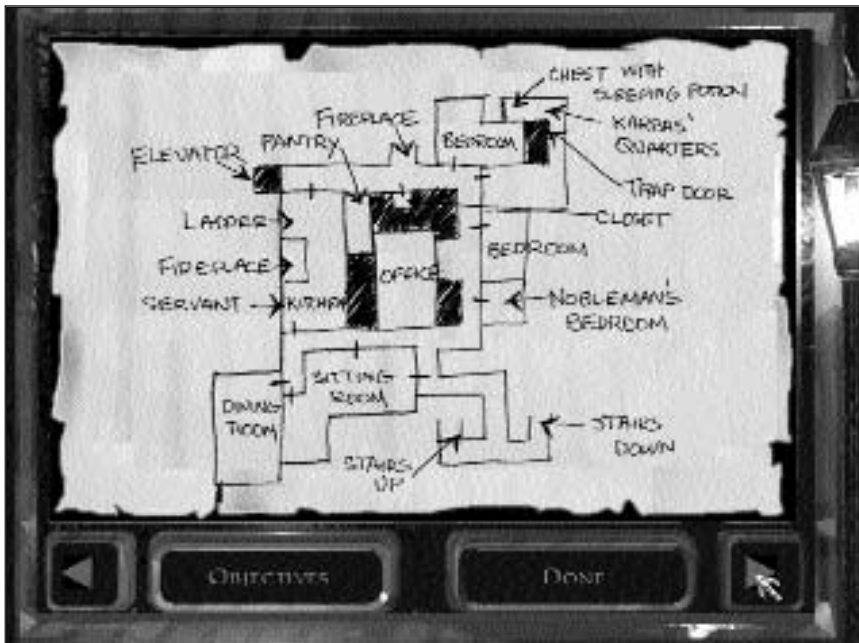 CHEST WITH
SLEEPING POTION
FIREPLACE
KARRAS'
QUARTERS
PANTRY
BEDROOM
ELEVATOR
TRAP DOOR
LADDER
CLOSET
BEDROOM
FIREPLACE
OFFICE
SERVANT
KITCHEN
NOBLEMAN'S
BEDROOM
SITTING
ROOM
DINING
ROOM
STAIRS
DOWN
STAIRS
UP
OBJECTIVES
DONE